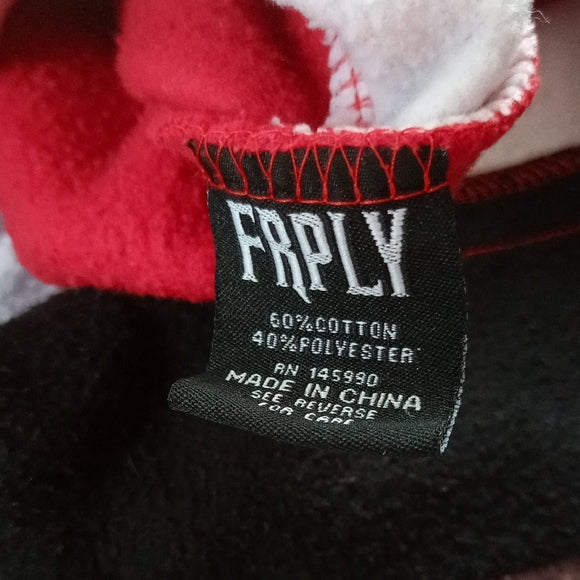 FRPLY
60%COTTON
40%POLYESTER
RN 145990
MADE IN CHINA
SEE REVERSE
FOR CARE